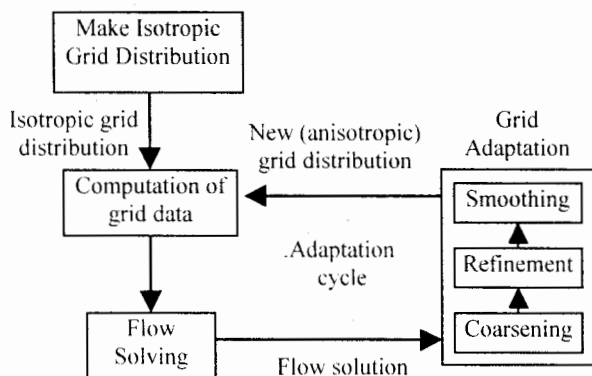 Make Isotropic
Grid Distribution
Isotropic grid
distribution
New (anisotropic)
grid distribution
Grid
Adaptation
Computation of
grid data
Smoothing
.Adaptation
cycle
Refinement
Flow
Solving
Coarsening
Flow solution